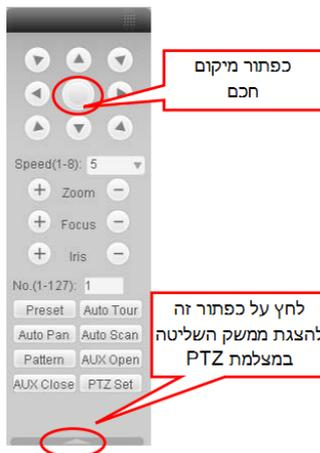 כפתור מיקום
חכם
Speed(1-8): 5
+ Zoom −
+ Focus −
+ Iris −
No.(1-127): 1
Preset Auto Tour
Auto Pan Auto Scan
Pattern AUX Open
AUX Close PTZ Set
לחץ על כפתור זה
להצגת ממשק השליטה
במצלמת PTZ